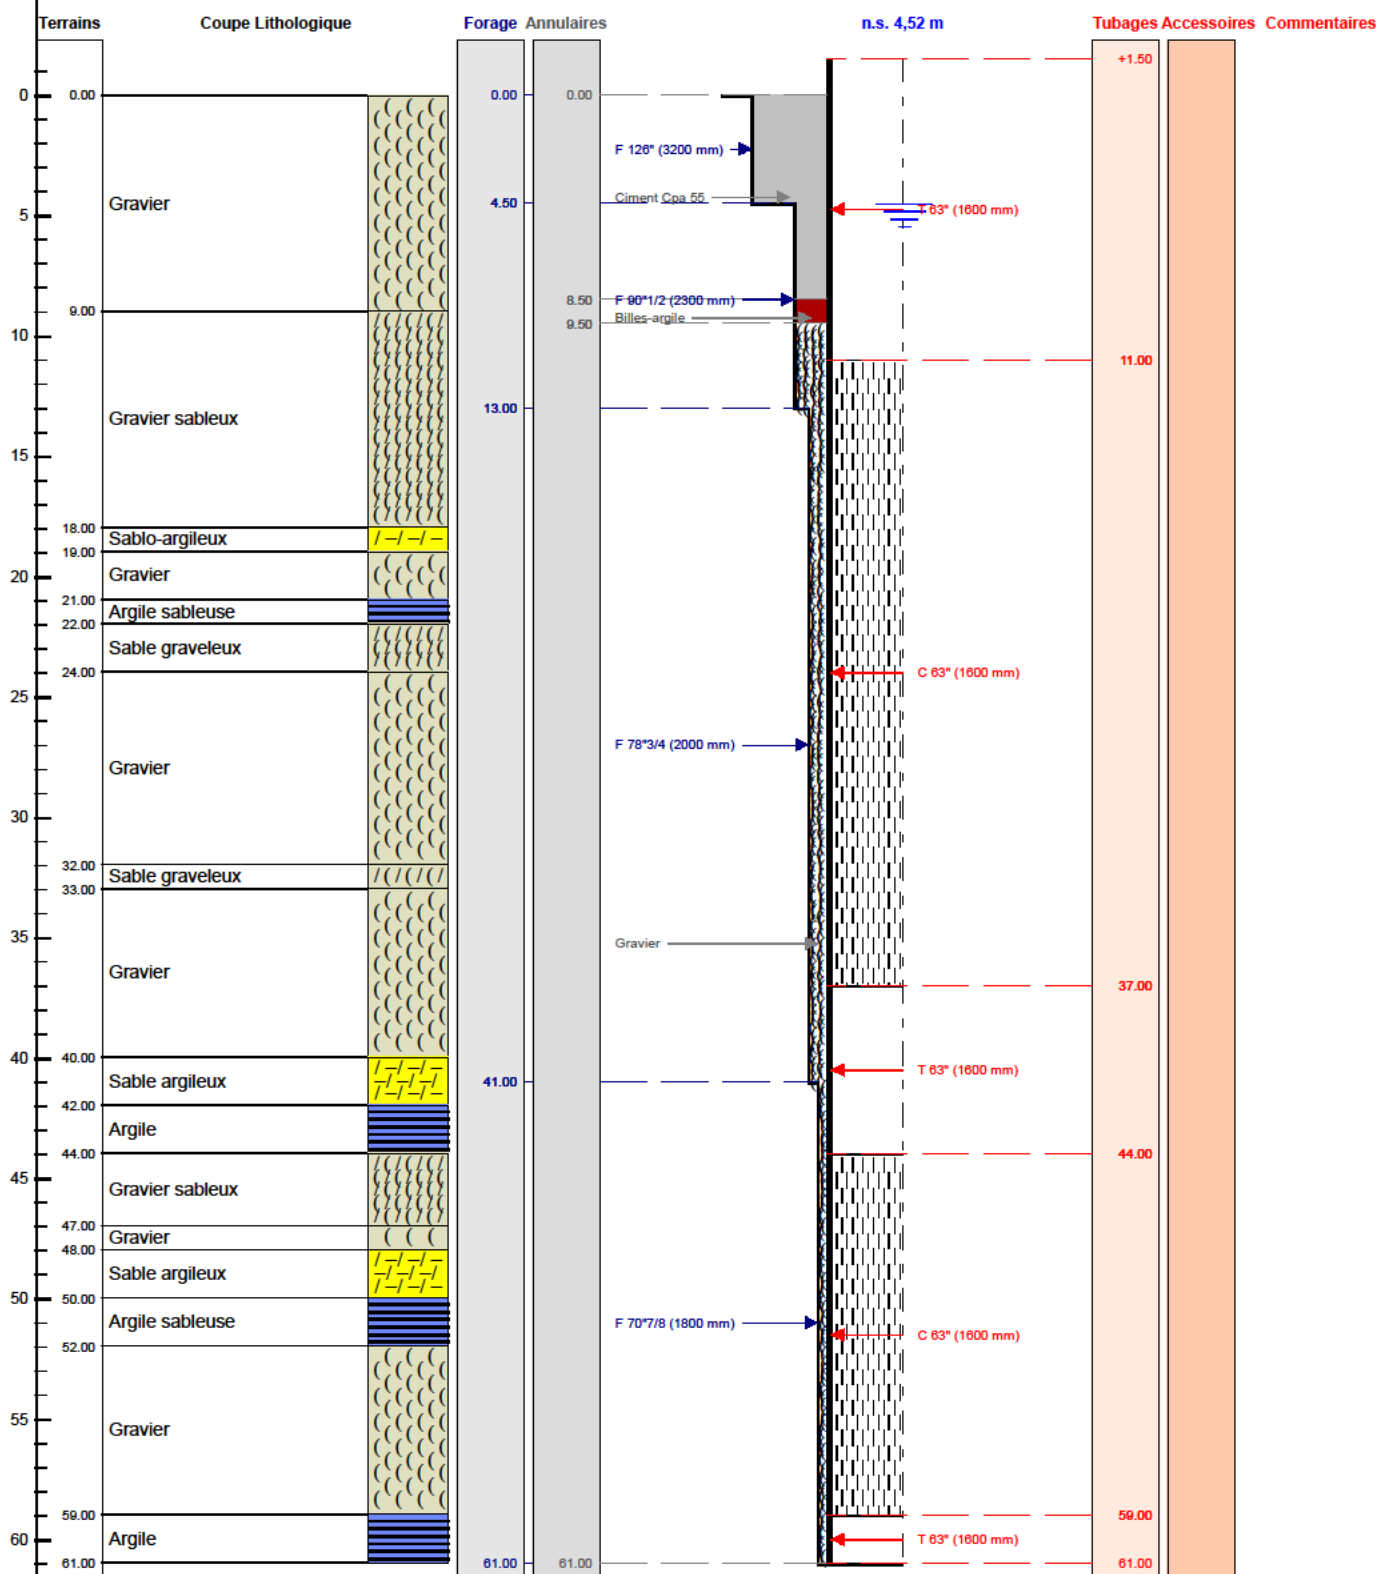 Terrains Coupe Lithologique Forage Annulaires n.s. 4,52 m Tubages Accessoires Commentaires
+1.50
0 0.00 0.00 0.00
F 126" (3200 mm)
Ciment Cpa 55
Gravier 4.50
5 T 63" (1600 mm)
8.50 F 90"1/2 (2300 mm)
9.00 Billes-argile
9.50
10
11.00
13.00
Gravier sableux
15
18.00
Sablo-argileux
19.00
20 Gravier
21.00
Argile sableuse
22.00
Sable graveleux
24.00 C 63" (1600 mm)
25
F 78"3/4 (2000 mm)
Gravier
30
32.00
Sable graveleux
33.00
35 Gravier
Gravier
37.00
40 40.00
T 63" (1600 mm)
Sable argileux 41.00
42.00
Argile
44.00 44.00
45
Gravier sableux
47.00
Gravier
48.00
Sable argileux
50 50.00
Argile sableuse F 70"7/8 (1800 mm)
C 63" (1600 mm)
52.00
55
Gravier
59.00 59.00
60 Argile T 63" (1600 mm)
61.00 61.00 61.00 61.00